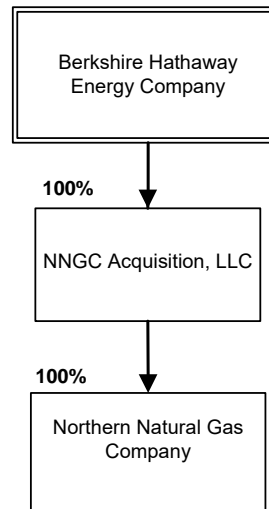 Berkshire Hathaway
Energy Company
100%
NNGC Acquisition, LLC
100%
Northern Natural Gas
Company